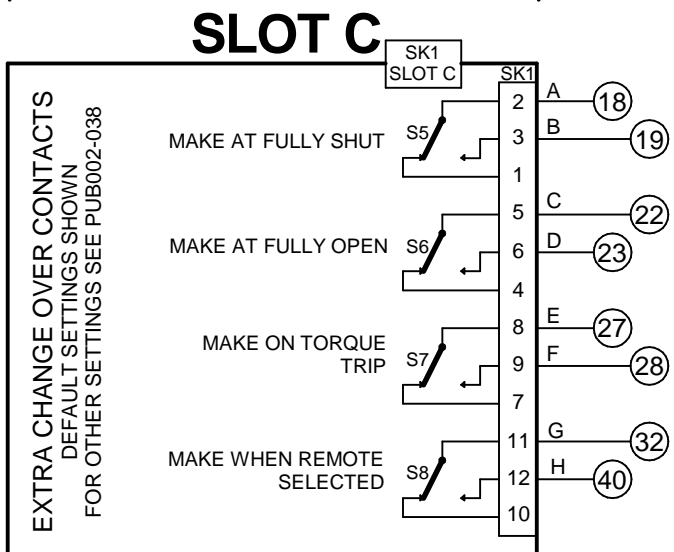 SLOT C
SK1
SLOT C
SK1
EXTRA CHANGE OVER CONTACTS
DEFAULT SETTINGS SHOWN
FOR OTHER SETTINGS SEE PUB002-038
MAKE AT FULLY SHUT
S5
2 A 18
3 B 19
1
MAKE AT FULLY OPEN
S6
5 C 22
6 D 23
4
MAKE ON TORQUE
TRIP
S7
8 E 27
9 F 28
7
MAKE WHEN REMOTE
SELECTED
S8
11 G 32
12 H 40
10